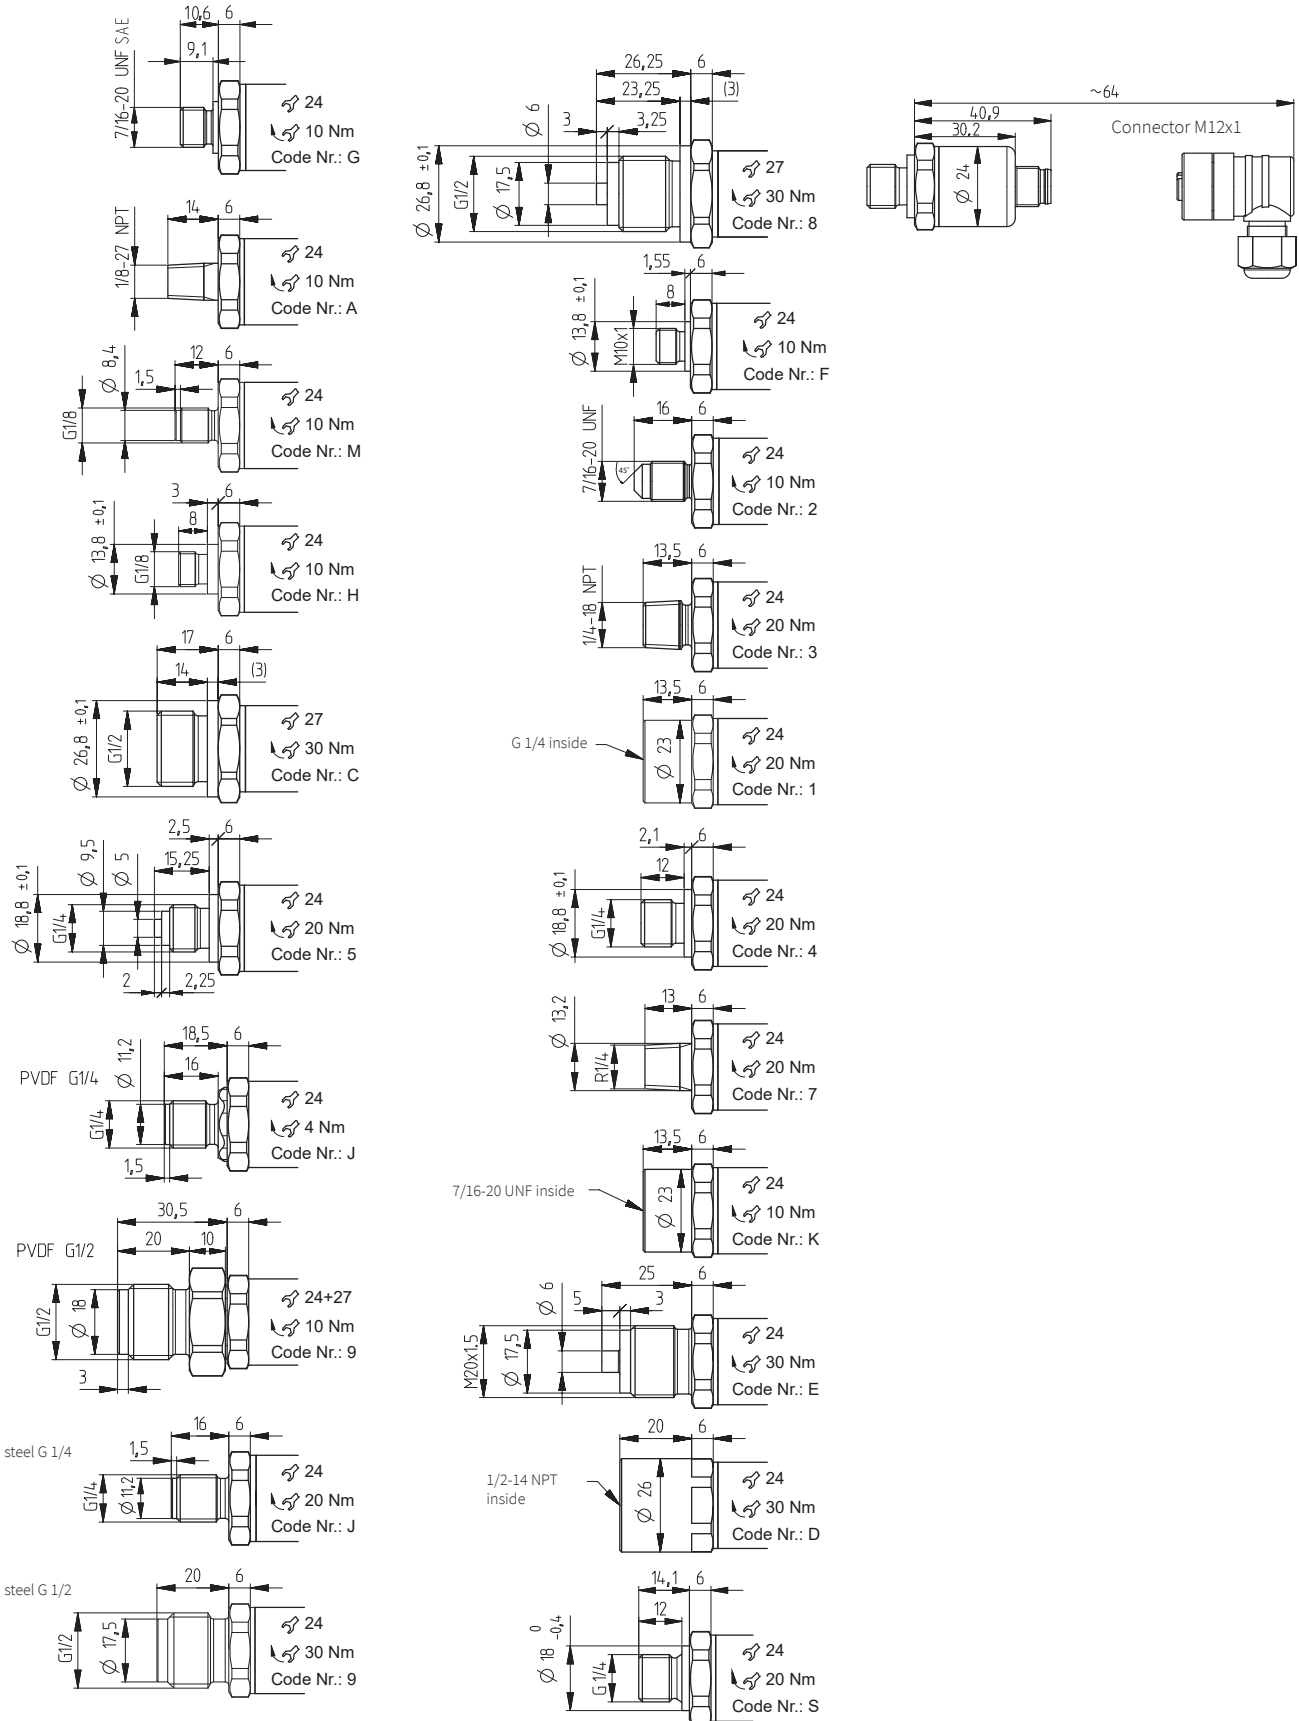 10,6
6
9,1
7/16-20 UNF SAE
24
10 Nm
Code Nr.: G
14
6
1/8-27 NPT
24
10 Nm
Code Nr.: A
Ø 8,4
12
6
1,5
G1/8
24
10 Nm
Code Nr.: M
3
6
8
Ø 13,8 ±0,1
G1/8
24
10 Nm
Code Nr.: H
17
6
14
(3)
Ø 26,8 ±0,1
G1/2
27
30 Nm
Code Nr.: C
2,5
6
15,25
Ø 18,8 ±0,1
G1/4
Ø 9,5
Ø 5
2
2,25
24
20 Nm
Code Nr.: 5
PVDF G1/4
18,5
6
16
Ø 11,2
G1/4
1,5
24
4 Nm
Code Nr.: J
PVDF G1/2
30,5
6
20
10
G1/2
Ø 18
3
24+27
10 Nm
Code Nr.: 9
steel G 1/4
16
6
1,5
G1/4
Ø 11,2
24
20 Nm
Code Nr.: J
steel G 1/2
20
6
G1/2
Ø 17,5
24
30 Nm
Code Nr.: 9
26,25
6
23,25
(3)
3
Ø 6
3,25
Ø 26,8 ±0,1
G1/2
Ø 17,5
27
30 Nm
Code Nr.: 8
1,55
6
8
Ø 13,8 ±0,1
M10x1
24
10 Nm
Code Nr.: F
16
6
7/16-20 UNF
45°
24
10 Nm
Code Nr.: 2
13,5
6
1/4-18 NPT
24
20 Nm
Code Nr.: 3
13,5
6
G 1/4 inside
Ø 23
24
20 Nm
Code Nr.: 1
2,1
6
12
Ø 18,8 ±0,1
G1/4
24
20 Nm
Code Nr.: 4
13
6
Ø 13,2
R1/4
24
20 Nm
Code Nr.: 7
13,5
6
7/16-20 UNF inside
Ø 23
24
10 Nm
Code Nr.: K
25
6
5
Ø 6
3
M20x1.5
Ø 17,5
24
30 Nm
Code Nr.: E
20
6
1/2-14 NPT
inside
Ø 26
24
30 Nm
Code Nr.: D
14,1
6
12
Ø 18 0 -0,4
G 1/4
24
20 Nm
Code Nr.: S
~64
40,9
30,2
Connector M12x1
Ø 24